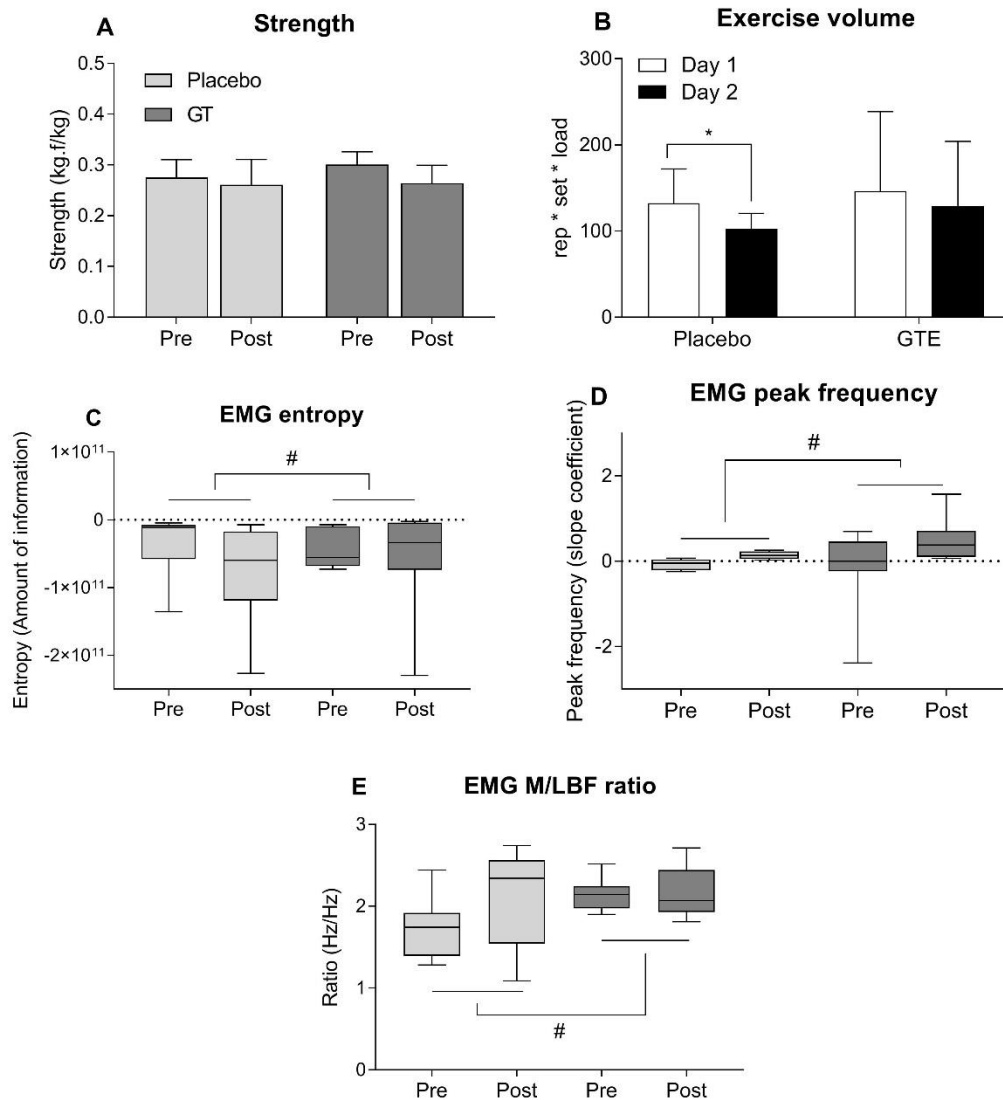 A
Strength
0.5
0.4
0.3
0.2
0.1
0.0
Strength (kg.f/kg)
Placebo
GT
Pre
Post
Pre
Post
B
Exercise volume
300
200
100
0
rep * set * load
Day 1
Day 2
*
Placebo
GTE
C
EMG entropy
1×10¹¹
0
-1×10¹¹
-2×10¹¹
Entropy (Amount of information)
#
Pre
Post
Pre
Post
D
EMG peak frequency
2
0
-2
Peak frequency (slope coefficient)
#
Pre
Post
Pre
Post
E
EMG M/LBF ratio
3
2
1
0
Ratio (Hz/Hz)
#
Pre
Post
Pre
Post